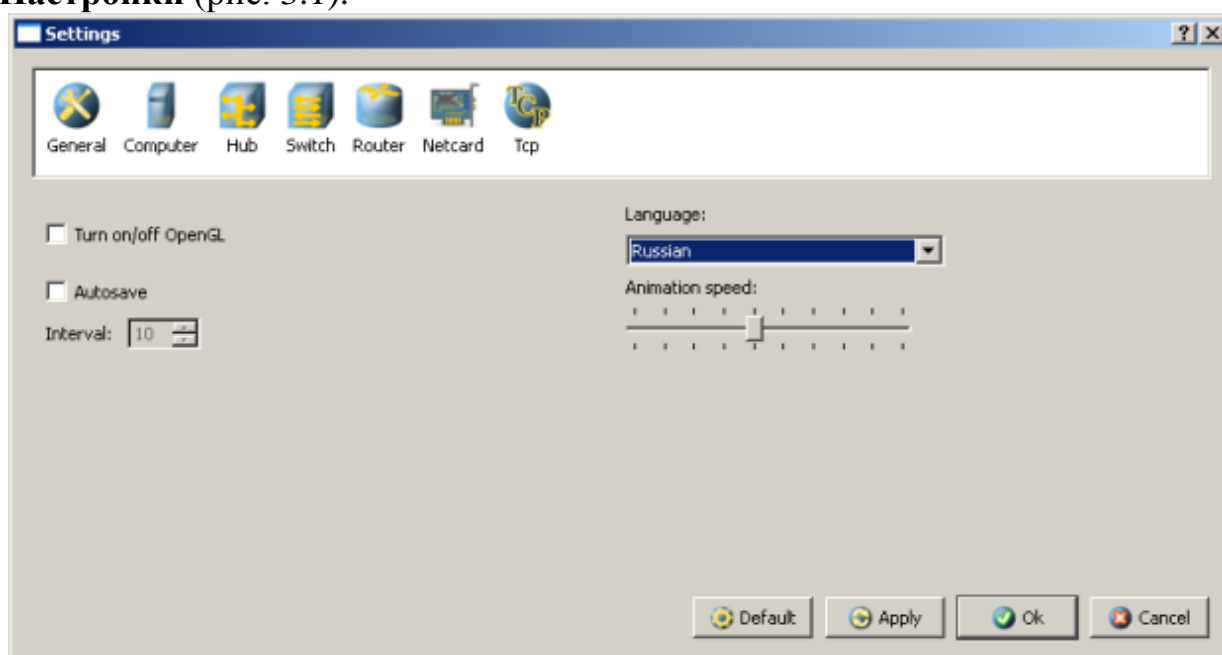 Настройки (рис. 3.1).
Settings
General Computer Hub Switch Router Netcard Tcp
Turn on/off OpenGL
Language:
Russian
Autosave
Animation speed:
Interval: 10
Default Apply Ok Cancel